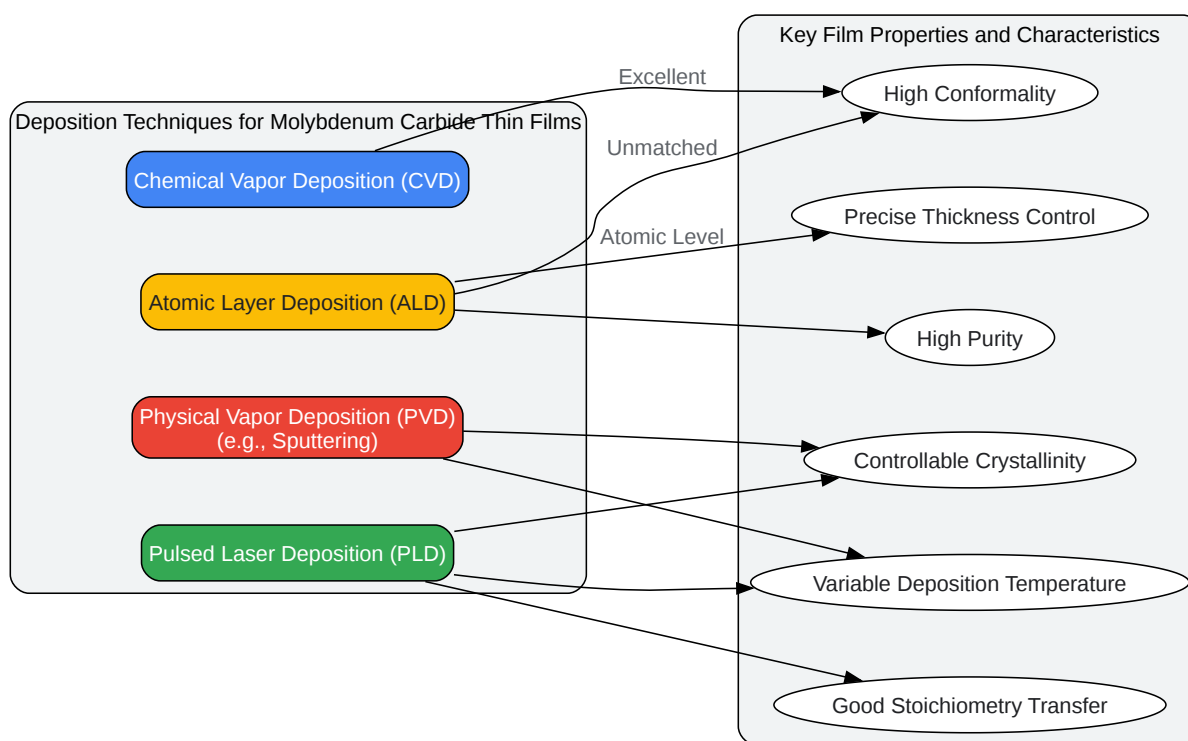 Key Film Properties and Characteristics
Excellent
High Conformality
Deposition Techniques for Molybdenum Carbide Thin Films
Unmatched
Chemical Vapor Deposition (CVD)
Precise Thickness Control
Atomic Level
Atomic Layer Deposition (ALD)
High Purity
Physical Vapor Deposition (PVD)
(e.g., Sputtering)
Controllable Crystallinity
Pulsed Laser Deposition (PLD)
Variable Deposition Temperature
Good Stoichiometry Transfer